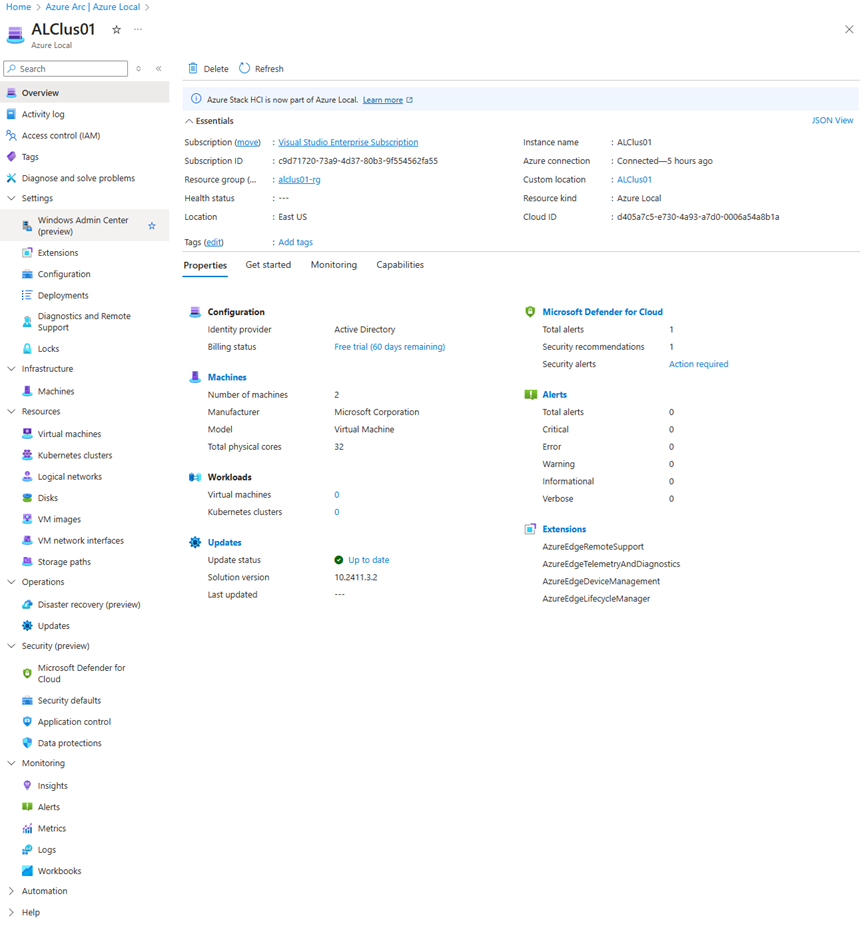 Home > Azure Arc | Azure Local >
ALClus01 ☆ ...
Azure Local
Search
Overview
Activity log
Access control (IAM)
Tags
Diagnose and solve problems
Settings
Windows Admin Center
(preview)
Extensions
Configuration
Deployments
Diagnostics and Remote
Support
Locks
Infrastructure
Machines
Resources
Virtual machines
Kubernetes clusters
Logical networks
Disks
VM images
VM network interfaces
Storage paths
Operations
Disaster recovery (preview)
Updates
Security (preview)
Microsoft Defender for
Cloud
Security defaults
Application control
Data protections
Monitoring
Insights
Alerts
Metrics
Logs
Workbooks
Automation
Help
Delete Refresh
Azure Stack HCI is now part of Azure Local. Learn more
Essentials
JSON View
Subscription (move) : Visual Studio Enterprise Subscription
Subscription ID : c9d71720-73a9-4d37-80b3-9f554562fa55
Resource group (... : alclus01-rg
Health status : ---
Location : East US
Instance name : ALClus01
Azure connection : Connected—5 hours ago
Custom location : ALClus01
Resource kind : Azure Local
Cloud ID : d405a7c5-e730-4a93-a7d0-0006a54a8b1a
Tags (edit) : Add tags
Properties Get started Monitoring Capabilities
Configuration
Identity provider Active Directory
Billing status Free trial (60 days remaining)
Machines
Number of machines 2
Manufacturer Microsoft Corporation
Model Virtual Machine
Total physical cores 32
Workloads
Virtual machines 0
Kubernetes clusters 0
Updates
Update status Up to date
Solution version 10.2411.3.2
Last updated ---
Microsoft Defender for Cloud
Total alerts 1
Security recommendations 1
Security alerts Action required
Alerts
Total alerts 0
Critical 0
Error 0
Warning 0
Informational 0
Verbose 0
Extensions
AzureEdgeRemoteSupport
AzureEdgeTelemetryAndDiagnostics
AzureEdgeDeviceManagement
AzureEdgeLifecycleManager